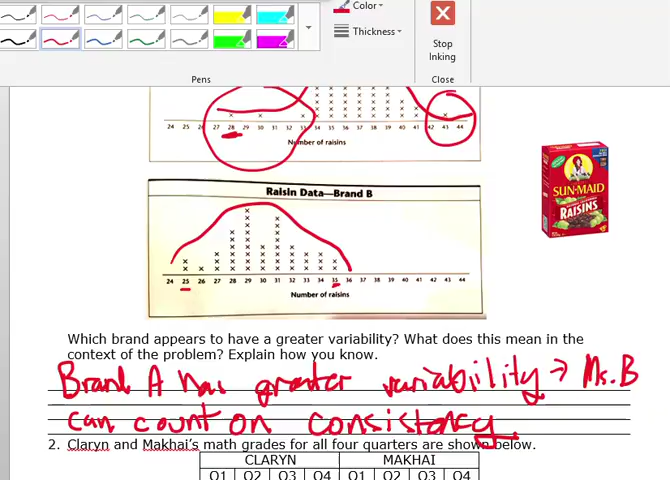 Color
Thickness
Stop
Inking
Pens
Close
24 25 26 27 28 29 30 31 32 33 34 35 36 37 38 39 40 41 42 43 44
Number of raisins
Raisin Data—Brand B
24 25 26 27 28 29 30 31 32 33 34 35 36 37 38 39 40 41 42 43 44
Number of raisins
SUN-MAID
RAISINS
Which brand appears to have a greater variability? What does this mean in the
context of the problem? Explain how you know.
Brand A has greater variability → Ms. B
can count on consistency
2. Claryn and Makhai's math grades for all four quarters are shown below.
CLARYN MAKHAI
Q1 Q2 Q3 Q4 Q1 Q2 Q3 Q4